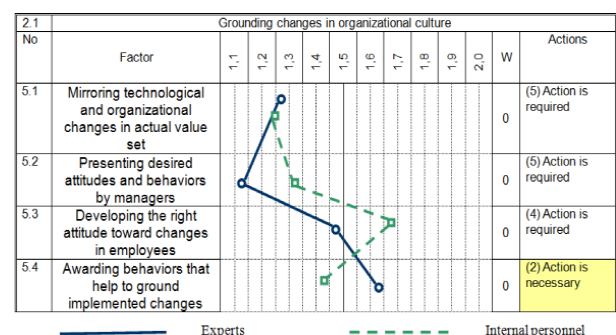 2.1 Grounding changes in organizational culture
No Factor 1,1 1,2 1,3 1,4 1,5 1,6 1,7 1,8 1,9 2,0 W Actions
5.1 Mirroring technological and organizational changes in actual value set 0 (5) Action is required
5.2 Presenting desired attitudes and behaviors by managers 0 (5) Action is required
5.3 Developing the right attitude toward changes in employees 0 (4) Action is required
5.4 Awarding behaviors that help to ground implemented changes 0 (2) Action is necessary
Experts Internal personnel